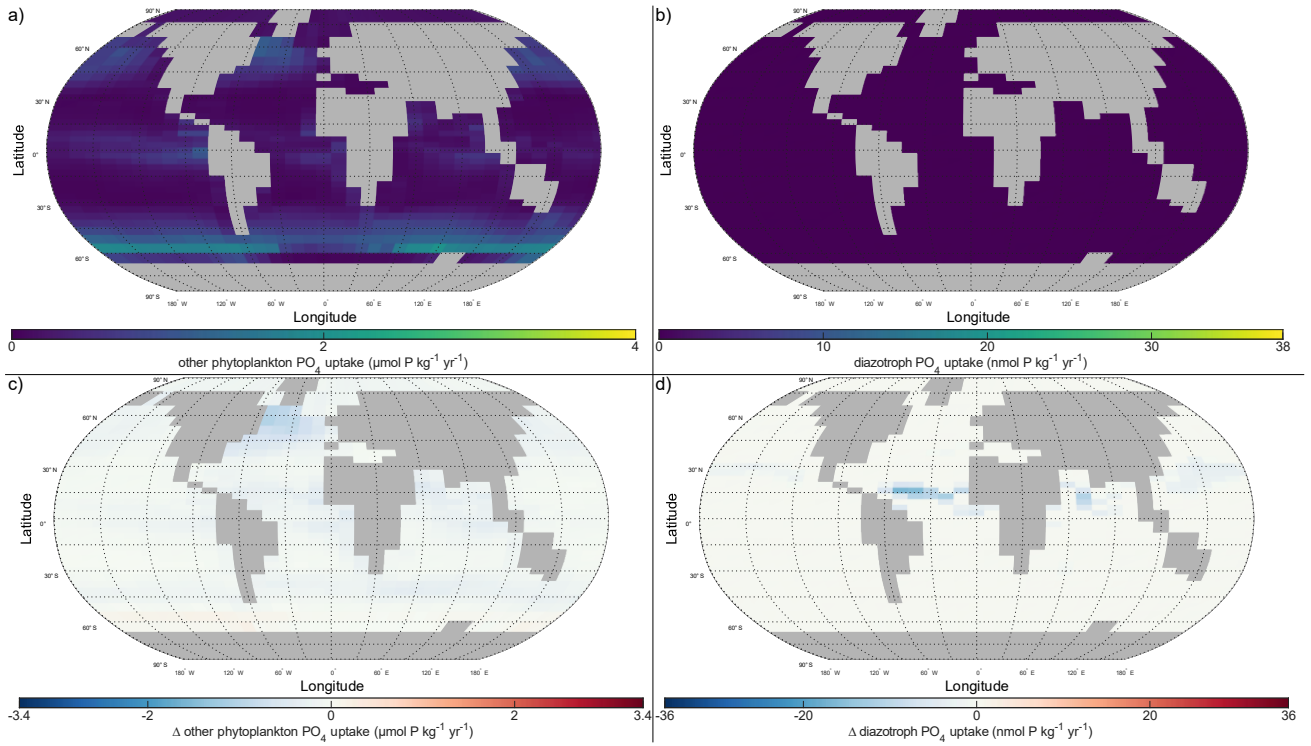 a)
90° N
60° N
30° N
0°
30° S
60° S
90° S
Latitude
180° W 120° W 60° W 0° 60° E 120° E 180° E
Longitude
0 2 4
other phytoplankton PO4 uptake (µmol P kg-1 yr-1)
b)
90° N
60° N
30° N
0°
30° S
60° S
90° S
Latitude
180° W 120° W 60° W 0° 60° E 120° E 180° E
Longitude
0 10 20 30 38
diazotroph PO4 uptake (nmol P kg-1 yr-1)
c)
90° N
60° N
30° N
0°
30° S
60° S
90° S
Latitude
180° W 120° W 60° W 0° 60° E 120° E 180° E
Longitude
-3.4 -2 0 2 3.4
Δ other phytoplankton PO4 uptake (µmol P kg-1 yr-1)
d)
90° N
60° N
30° N
0°
30° S
60° S
90° S
Latitude
180° W 120° W 60° W 0° 60° E 120° E 180° E
Longitude
-36 -20 0 20 36
Δ diazotroph PO4 uptake (nmol P kg-1 yr-1)